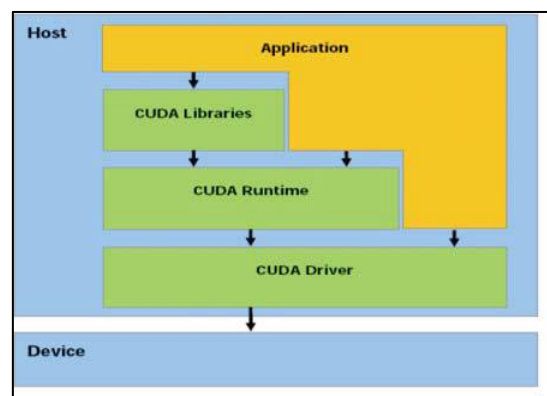 Host
Application
CUDA Libraries
CUDA Runtime
CUDA Driver
Device